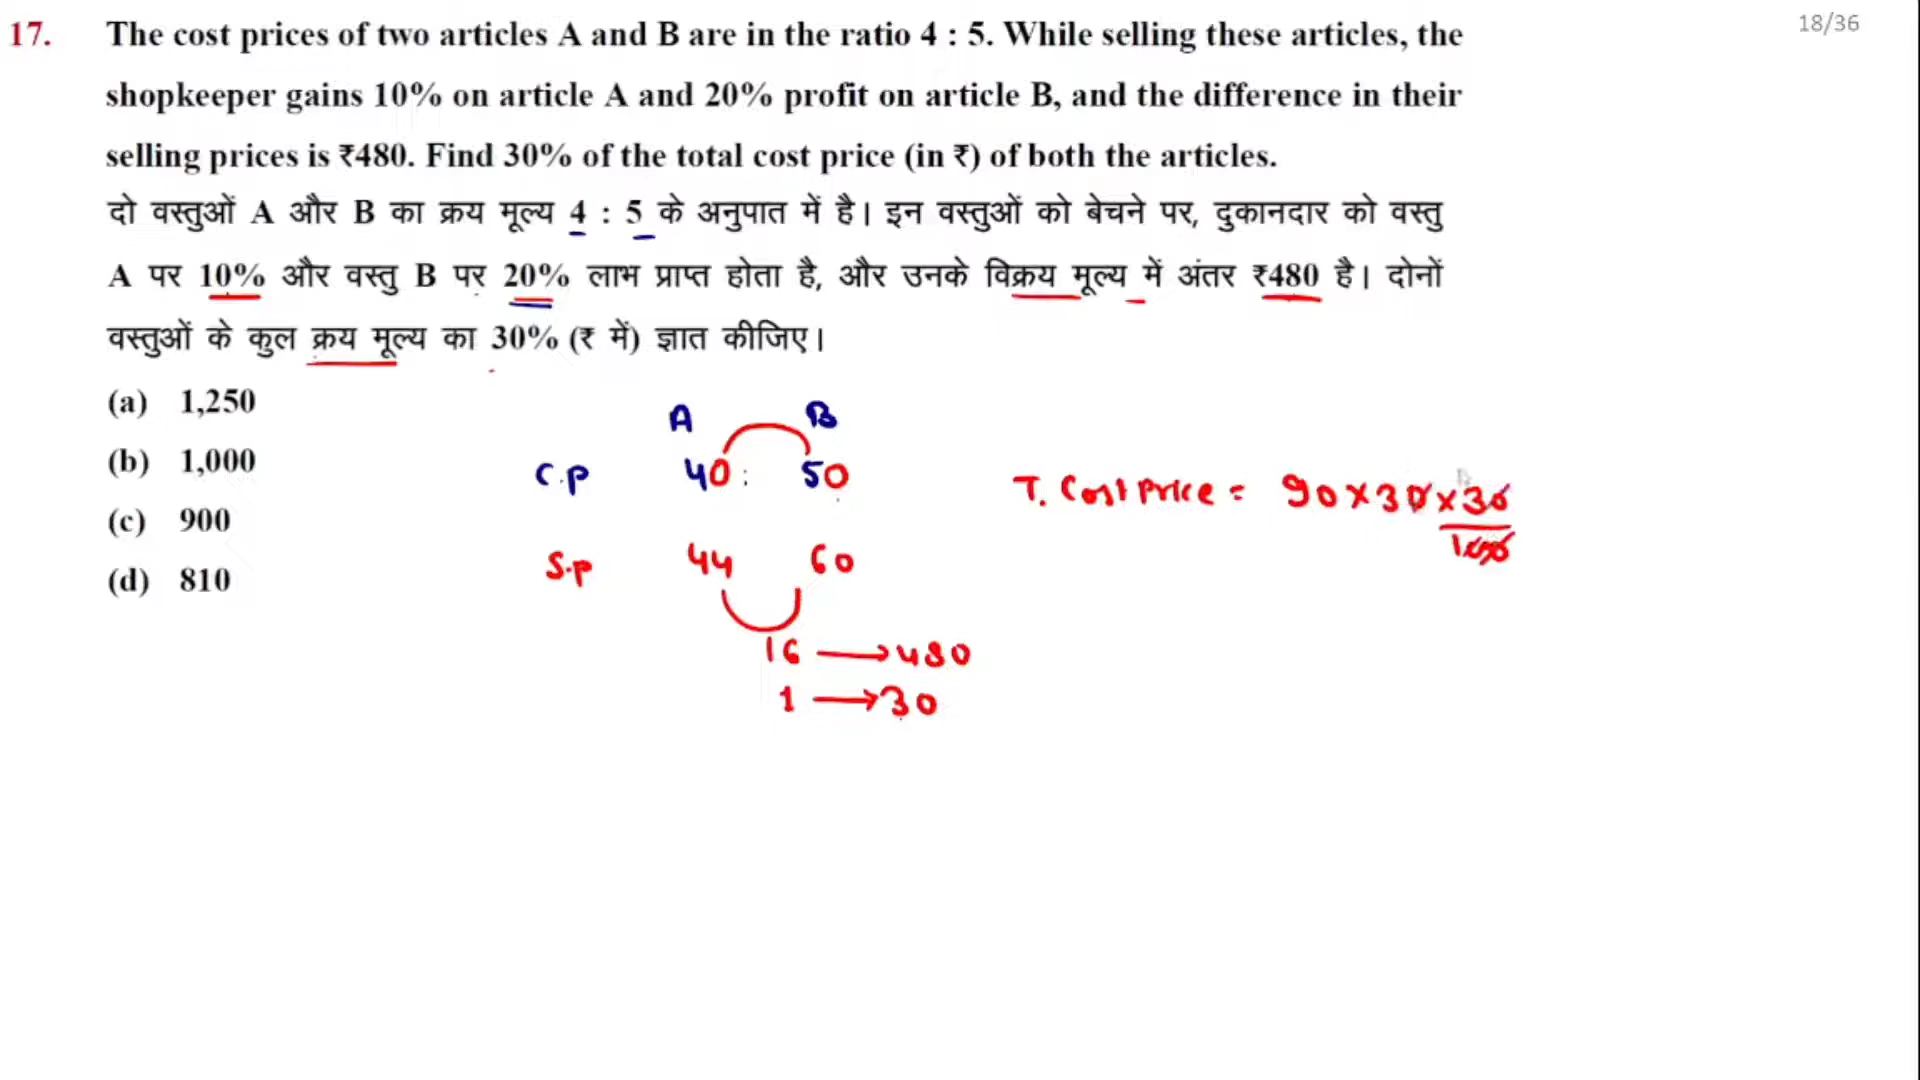 18/36
17. The cost prices of two articles A and B are in the ratio 4 : 5. While selling these articles, the
shopkeeper gains 10% on article A and 20% profit on article B, and the difference in their
selling prices is ₹480. Find 30% of the total cost price (in ₹) of both the articles.
दो वस्तुओं A और B का क्रय मूल्य 4 : 5 के अनुपात में है। इन वस्तुओं को बेचने पर, दुकानदार को वस्तु
A पर 10% और वस्तु B पर 20% लाभ प्राप्त होता है, और उनके विक्रय मूल्य में अंतर ₹480 है। दोनों
वस्तुओं के कुल क्रय मूल्य का 30% (₹ में) ज्ञात कीजिए।
(a) 1,250
(b) 1,000
(c) 900
(d) 810
A B
C.P 40 : 50
S.P 44 60
16 → 480
1 → 30
T. Cost Price = 90 x 30 x 30
100